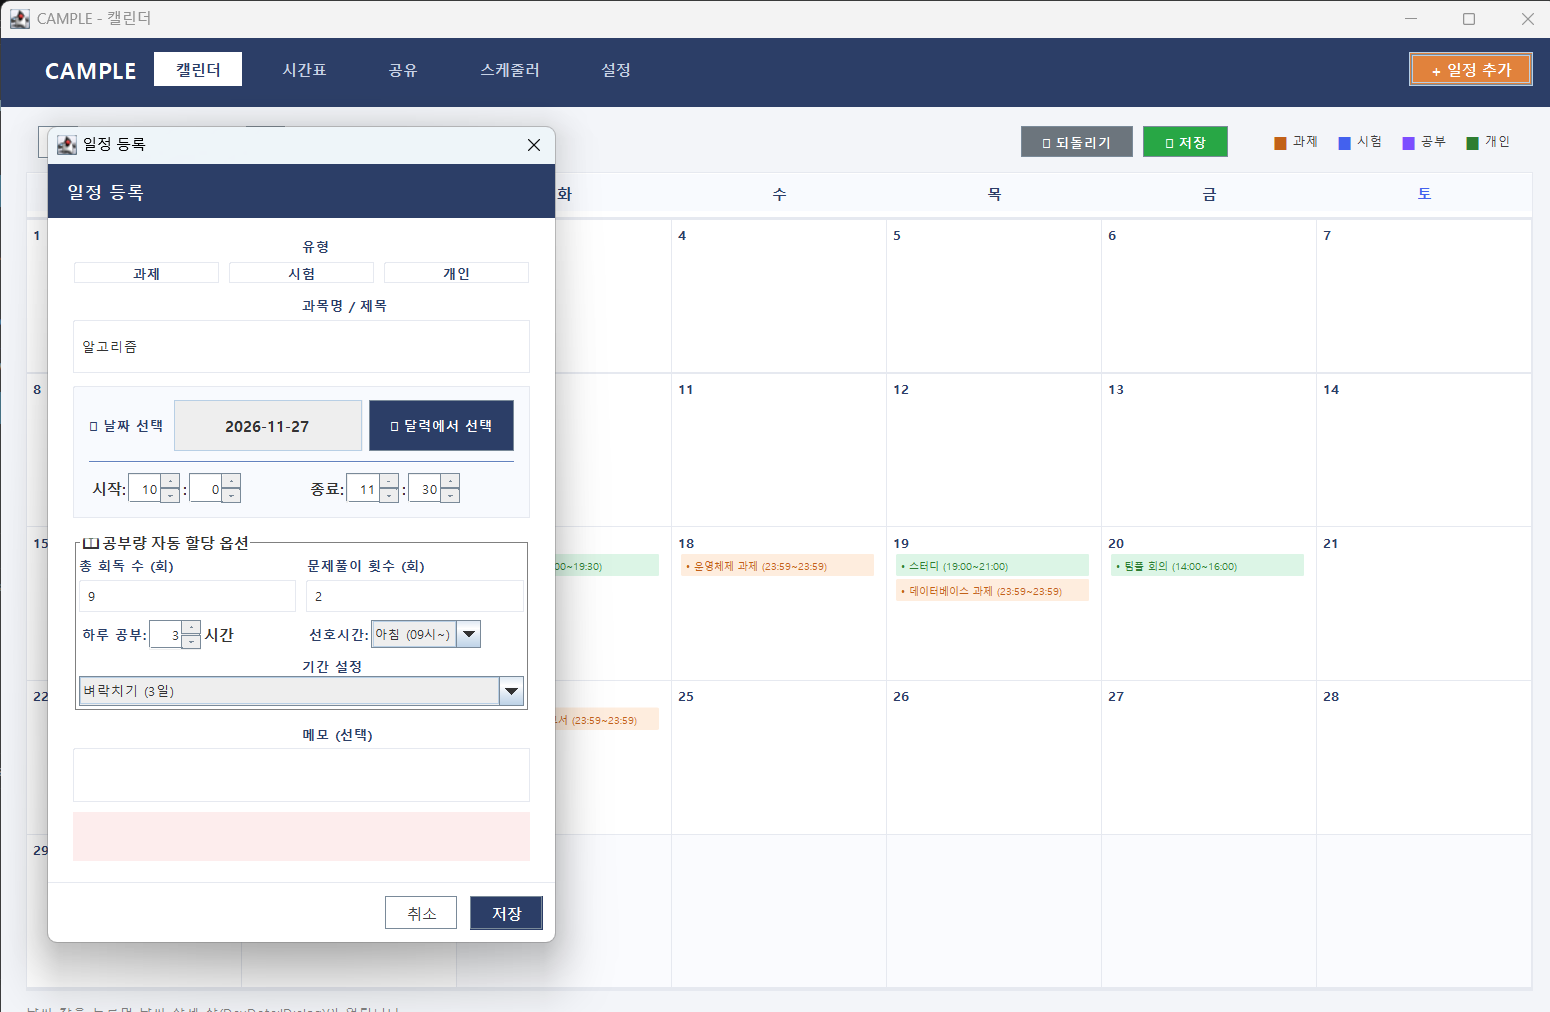 CAMPLE - 캘린더
CAMPLE 캘린더 시간표 공유 스케줄러 설정 + 일정 추가
되돌리기 저장 과제 시험 공부 개인
화 수 목 금 토
1 4 5 6 7
8 11 12 13 14
15 18 19 20 21
00~19:30) • 운영체제 과제 (23:59~23:59) • 스터디 (19:00~21:00) • 팀플 회의 (14:00~16:00)
• 데이터베이스 과제 (23:59~23:59)
22 25 26 27 28
서 (23:59~23:59)
29
일정 등록
일정 등록
유형
과제 시험 개인
과목명 / 제목
알고리즘
날짜 선택 2026-11-27 달력에서 선택
시작: 10 : 0 종료: 11 : 30
공부량 자동 할당 옵션
총 회독 수 (회) 문제풀이 횟수 (회)
9 2
하루 공부: 3 시간 선호시간: 아침 (09시~)
기간 설정
벼락치기 (3일)
메모 (선택)
취소 저장